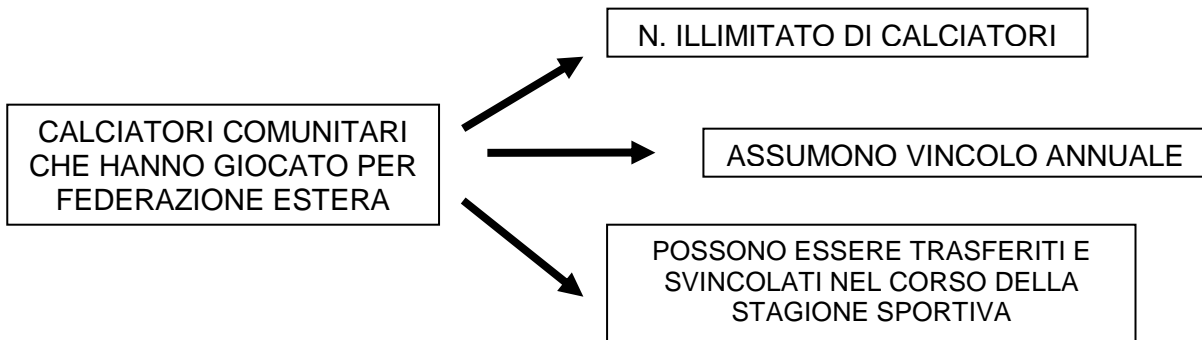 N. ILLIMITATO DI CALCIATORI
CALCIATORI COMUNITARI
CHE HANNO GIOCATO PER
FEDERAZIONE ESTERA
ASSUMONO VINCOLO ANNUALE
POSSONO ESSERE TRASFERITI E
SVINCOLATI NEL CORSO DELLA
STAGIONE SPORTIVA